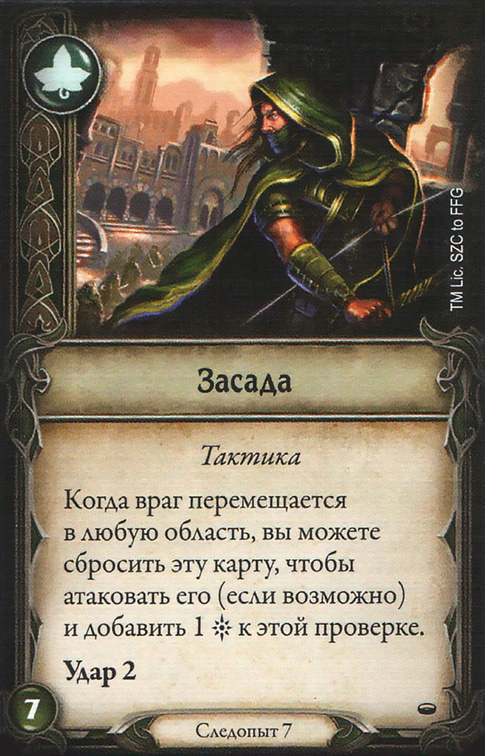 TM Lic. SZC to FFG
Засада
Тактика
Когда враг перемещается
в любую область, вы можете
сбросить эту карту, чтобы
атаковать его (если возможно)
и добавить 1 к этой проверке.
Удар 2
7
Следопыт 7